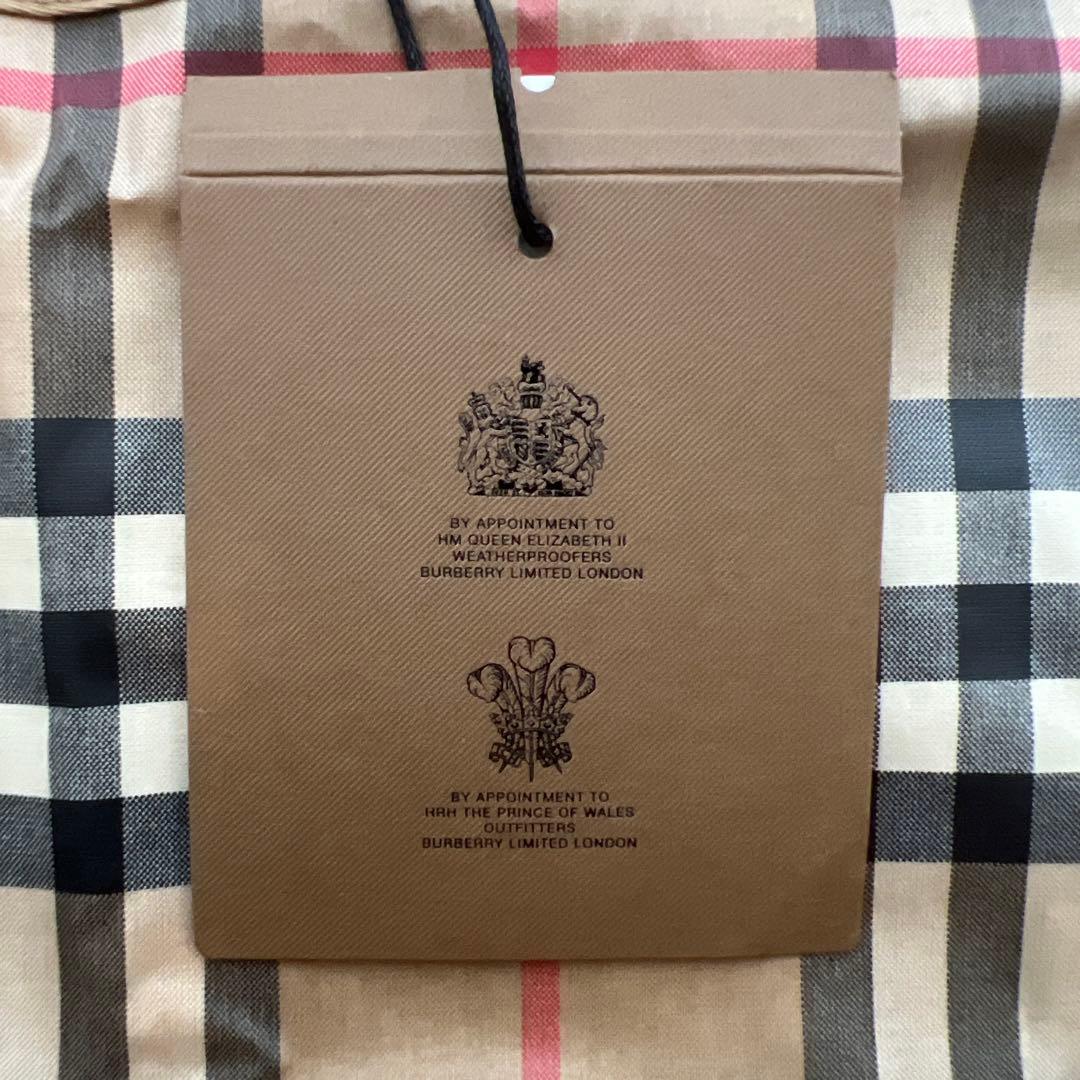 BY APPOINTMENT TO
HM QUEEN ELIZABETH II
WEATHERPROOFERS
BURBERRY LIMITED LONDON
BY APPOINTMENT TO
HRH THE PRINCE OF WALES
OUTFITTERS
BURBERRY LIMITED LONDON